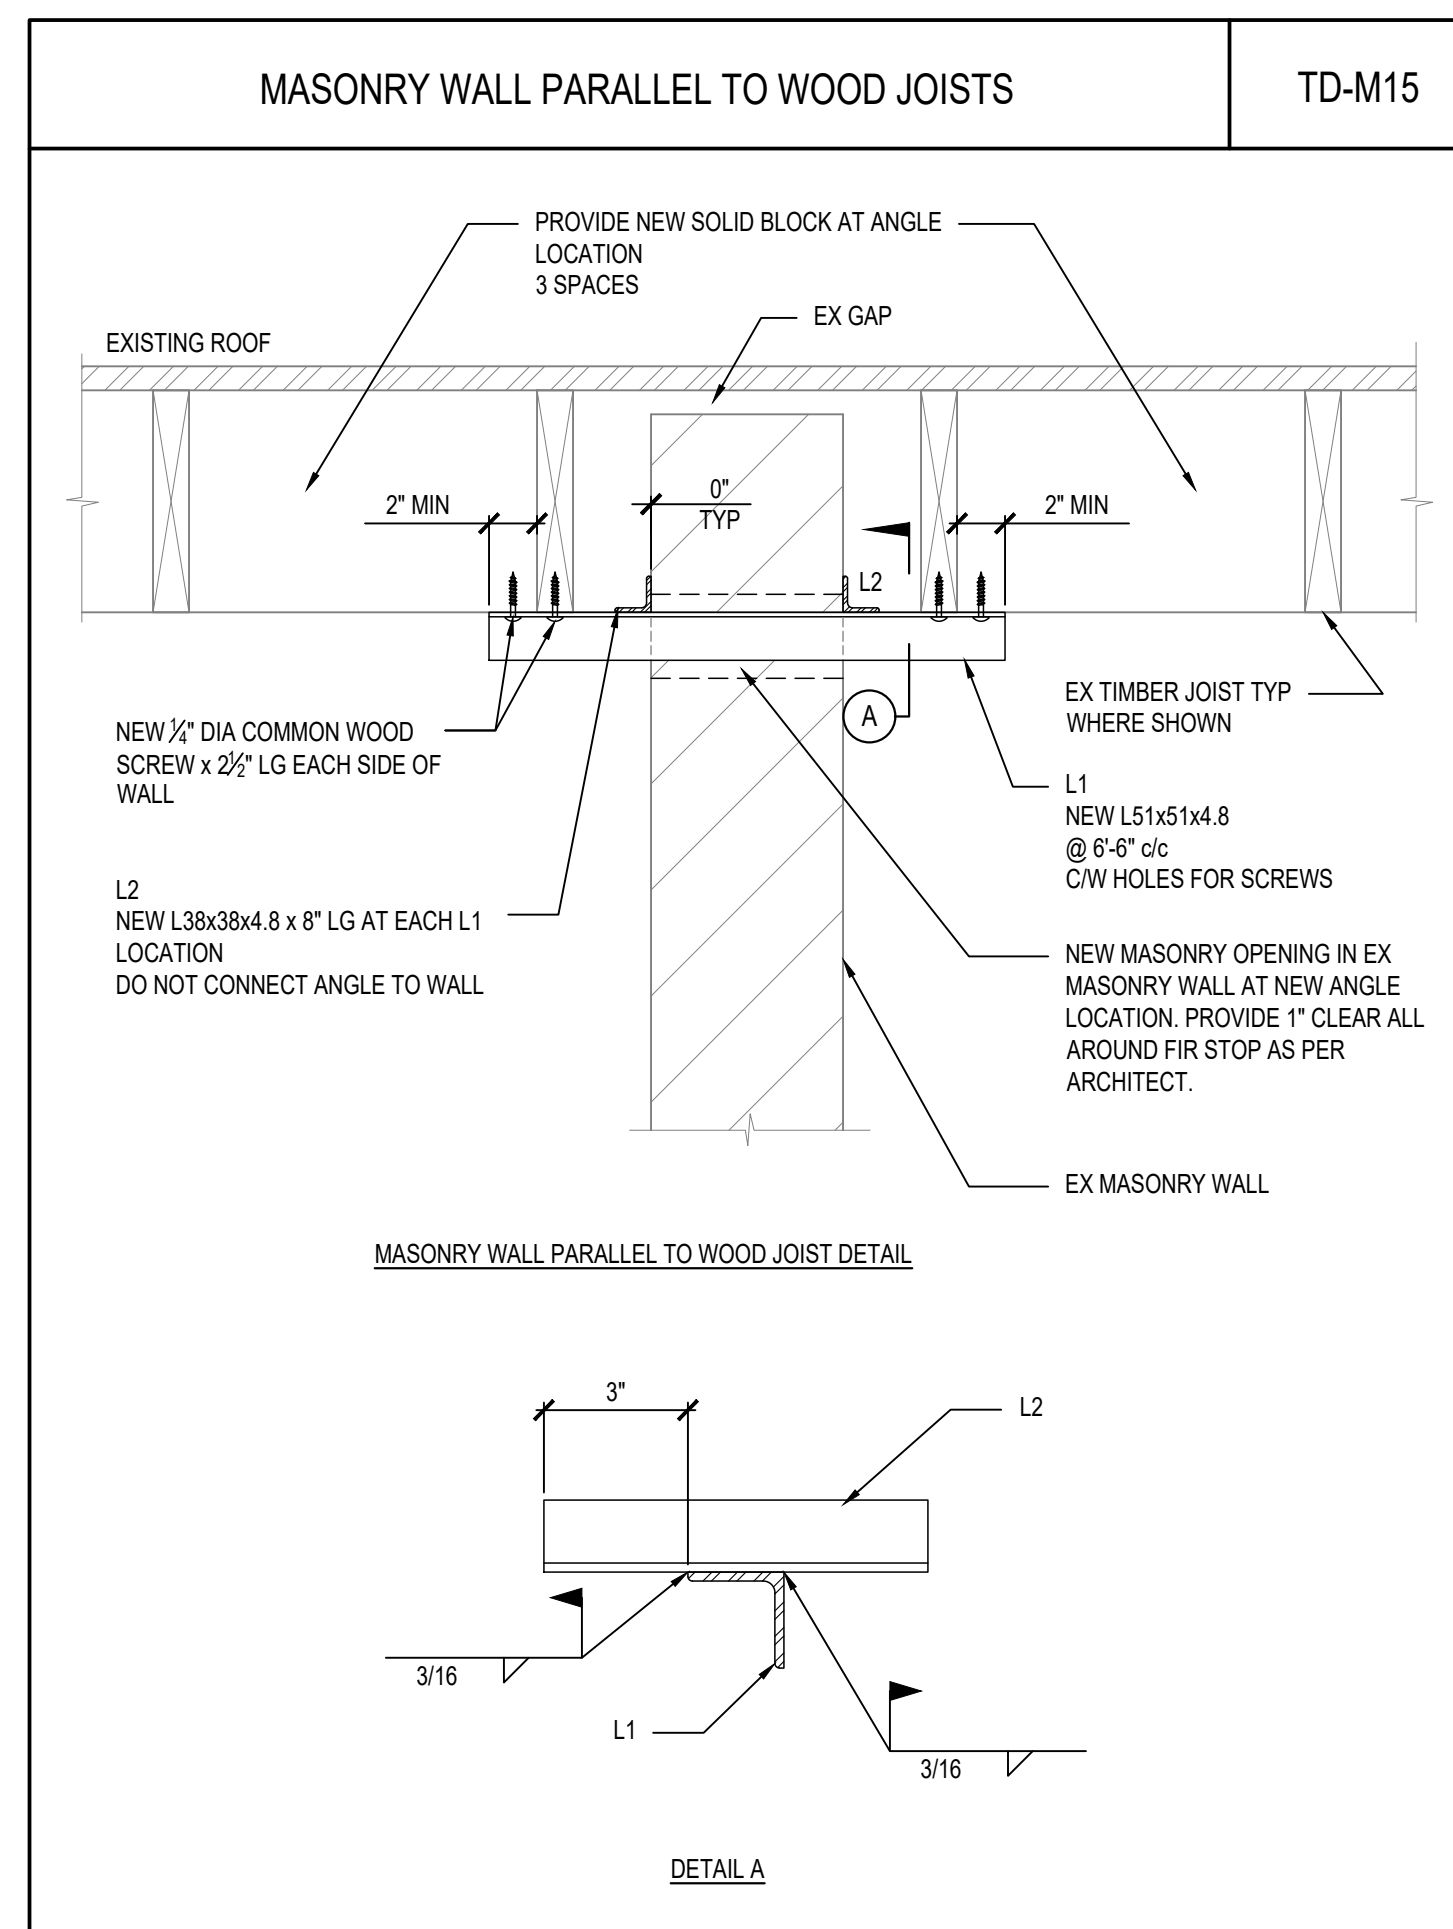 MASONRY WALL PARALLEL TO WOOD JOISTS
TD-M15
PROVIDE NEW SOLID BLOCK AT ANGLE
LOCATION
3 SPACES
EX GAP
EXISTING ROOF
2" MIN
0"
TYP
2" MIN
L2
A
NEW ¼" DIA COMMON WOOD
SCREW x 2½" LG EACH SIDE OF
WALL
L2
NEW L38x38x4.8 x 8" LG AT EACH L1
LOCATION
DO NOT CONNECT ANGLE TO WALL
EX TIMBER JOIST TYP
WHERE SHOWN
L1
NEW L51x51x4.8
@ 6'-6" c/c
C/W HOLES FOR SCREWS
NEW MASONRY OPENING IN EX
MASONRY WALL AT NEW ANGLE
LOCATION. PROVIDE 1" CLEAR ALL
AROUND FIR STOP AS PER
ARCHITECT.
EX MASONRY WALL
MASONRY WALL PARALLEL TO WOOD JOIST DETAIL
3"
L2
3/16
L1
3/16
DETAIL A